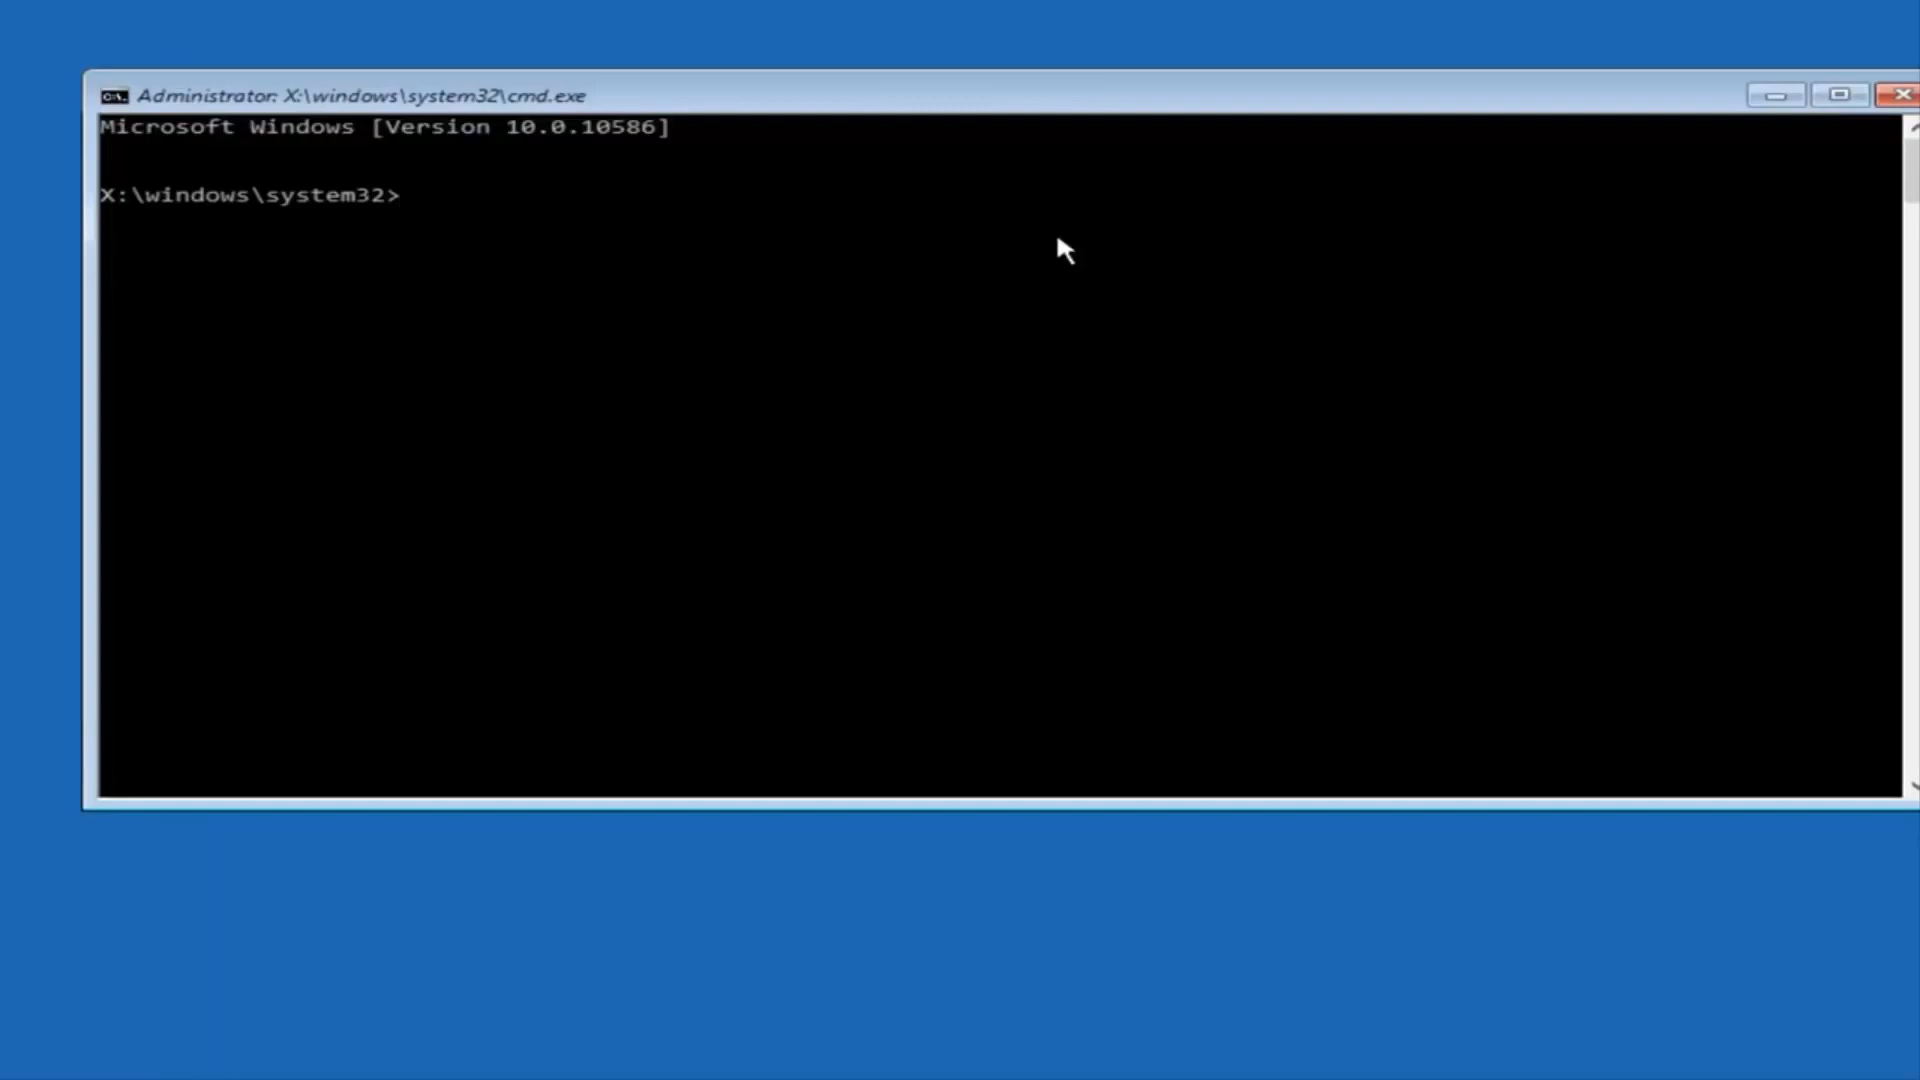 Administrator: X:\windows\system32\cmd.exe
Microsoft Windows [Version 10.0.10586]
X:\windows\system32>